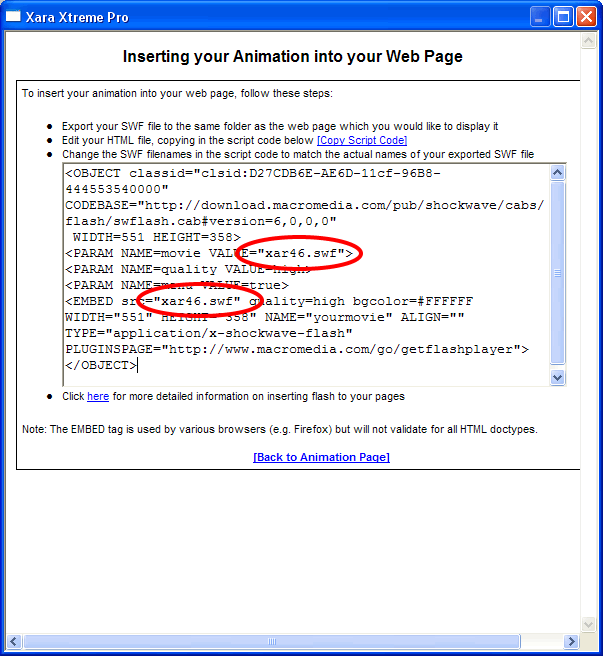 Xara Xtreme Pro
Inserting your Animation into your Web Page
To insert your animation into your web page, follow these steps:
Export your SWF file to the same folder as the web page which you would like to display it
Edit your HTML file, copying in the script code below [Copy Script Code]
Change the SWF filenames in the script code to match the actual names of your exported SWF file
<OBJECT classid="clsid:D27CDB6E-AE6D-11cf-96B8-
444553540000"
CODEBASE="http://download.macromedia.com/pub/shockwave/cabs/
flash/swflash.cab#version=6,0,0,0"
WIDTH=551 HEIGHT=358>
<PARAM NAME=movie VALUE="xar46.swf">
<PARAM NAME=quality VALUE=high>
<PARAM NAME=menu VALUE=true>
<EMBED src="xar46.swf" quality=high bgcolor=#FFFFFF
WIDTH="551" HEIGHT="358" NAME="yourmovie" ALIGN=""
TYPE="application/x-shockwave-flash"
PLUGINSPAGE="http://www.macromedia.com/go/getflashplayer">
</OBJECT>
Click here for more detailed information on inserting flash to your pages
Note: The EMBED tag is used by various browsers (e.g. Firefox) but will not validate for all HTML doctypes.
[Back to Animation Page]